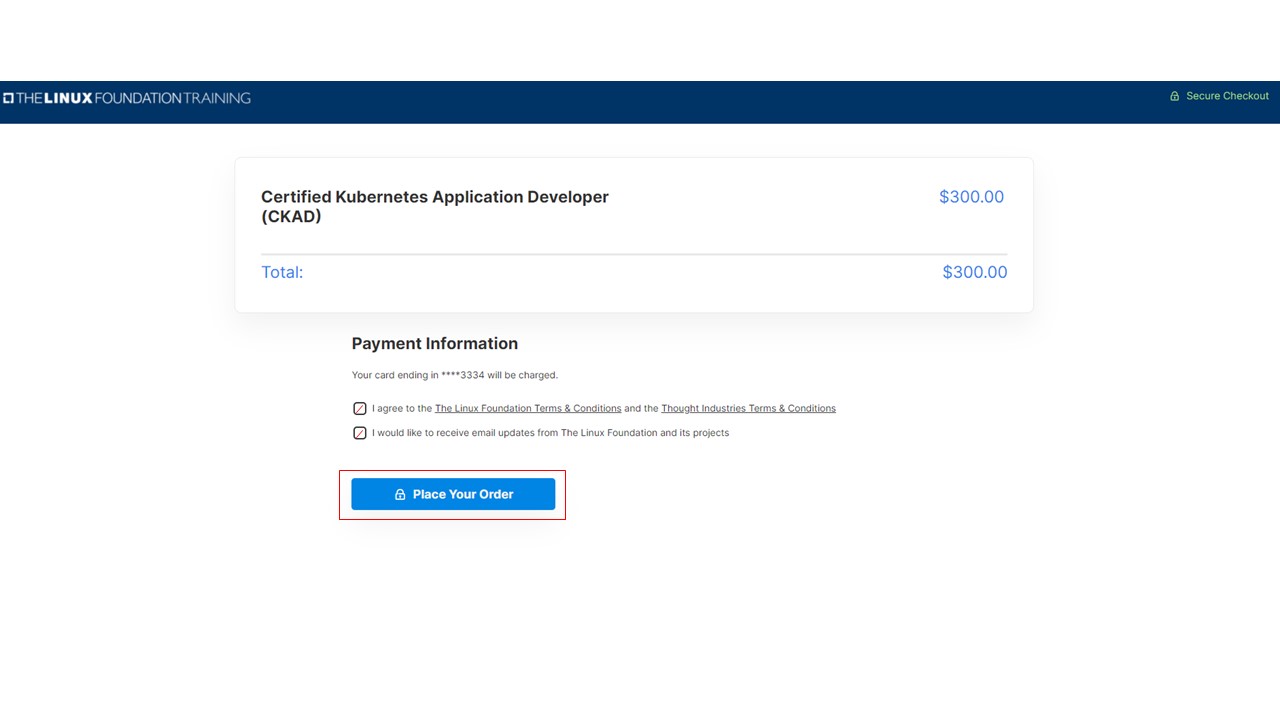 THE LINUX FOUNDATION TRAINING
Secure Checkout
Certified Kubernetes Application Developer
(CKAD)
$300.00
Total:
$300.00
Payment Information
Your card ending in ****3334 will be charged.
I agree to the The Linux Foundation Terms & Conditions and the Thought Industries Terms & Conditions
I would like to receive email updates from The Linux Foundation and its projects
Place Your Order